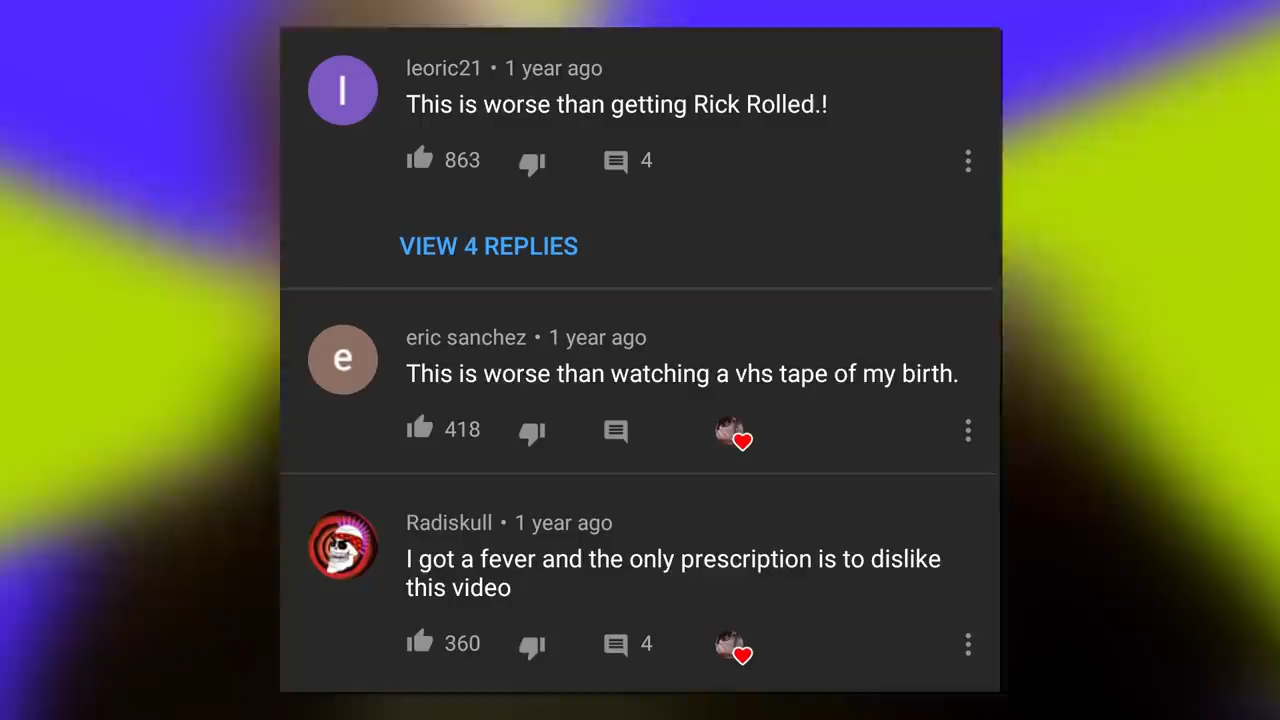 l
leoric21 • 1 year ago
This is worse than getting Rick Rolled.!
863
4
VIEW 4 REPLIES
e
eric sanchez • 1 year ago
This is worse than watching a vhs tape of my birth.
418
Radiskull • 1 year ago
I got a fever and the only prescription is to dislike
this video
360
4